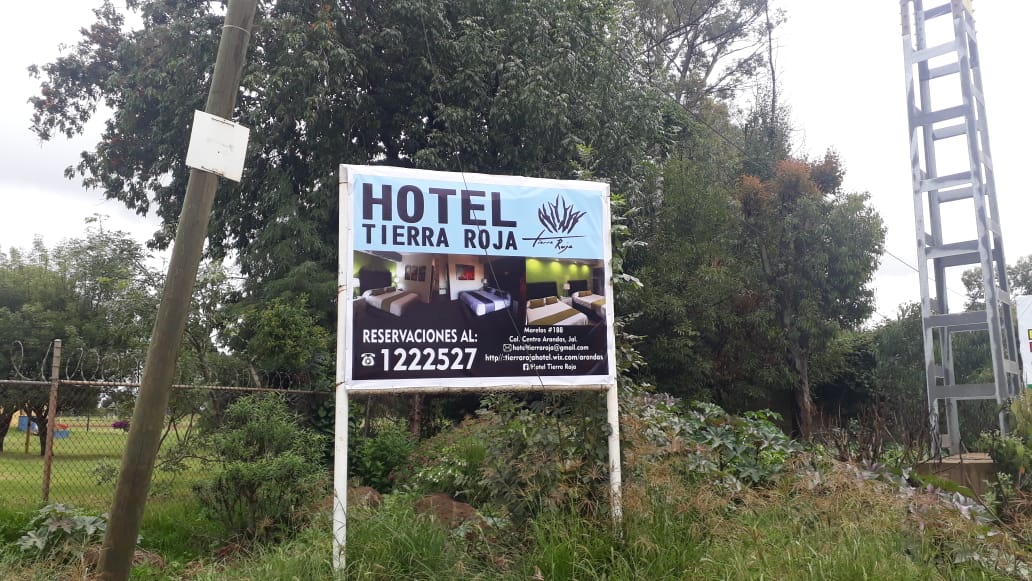 HOTEL
TIERRA ROJA
Tierra Roja
RESERVACIONES AL:
1222527
Morelos #188
Col. Centro Arandas, Jal.
hoteltierraroja@gmail.com
http//:tierrarojahotel.wix.com/arandas
/Hotel Tierra Roja